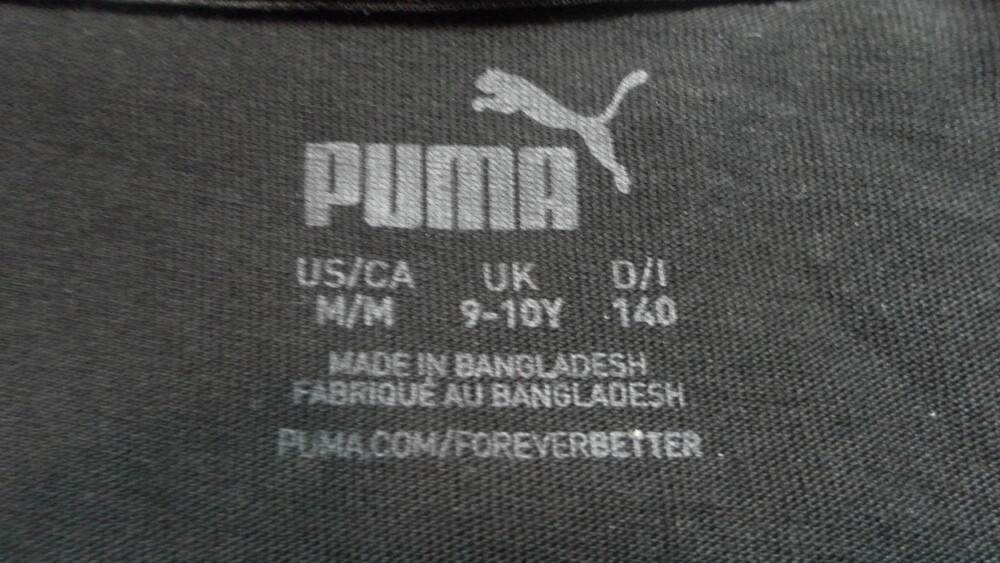 PUMA
US/CA UK D/I
M/M 9-10Y 140
MADE IN BANGLADESH
FABRIQUÉ AU BANGLADESH
PUMA.COM/FOREVERBETTER